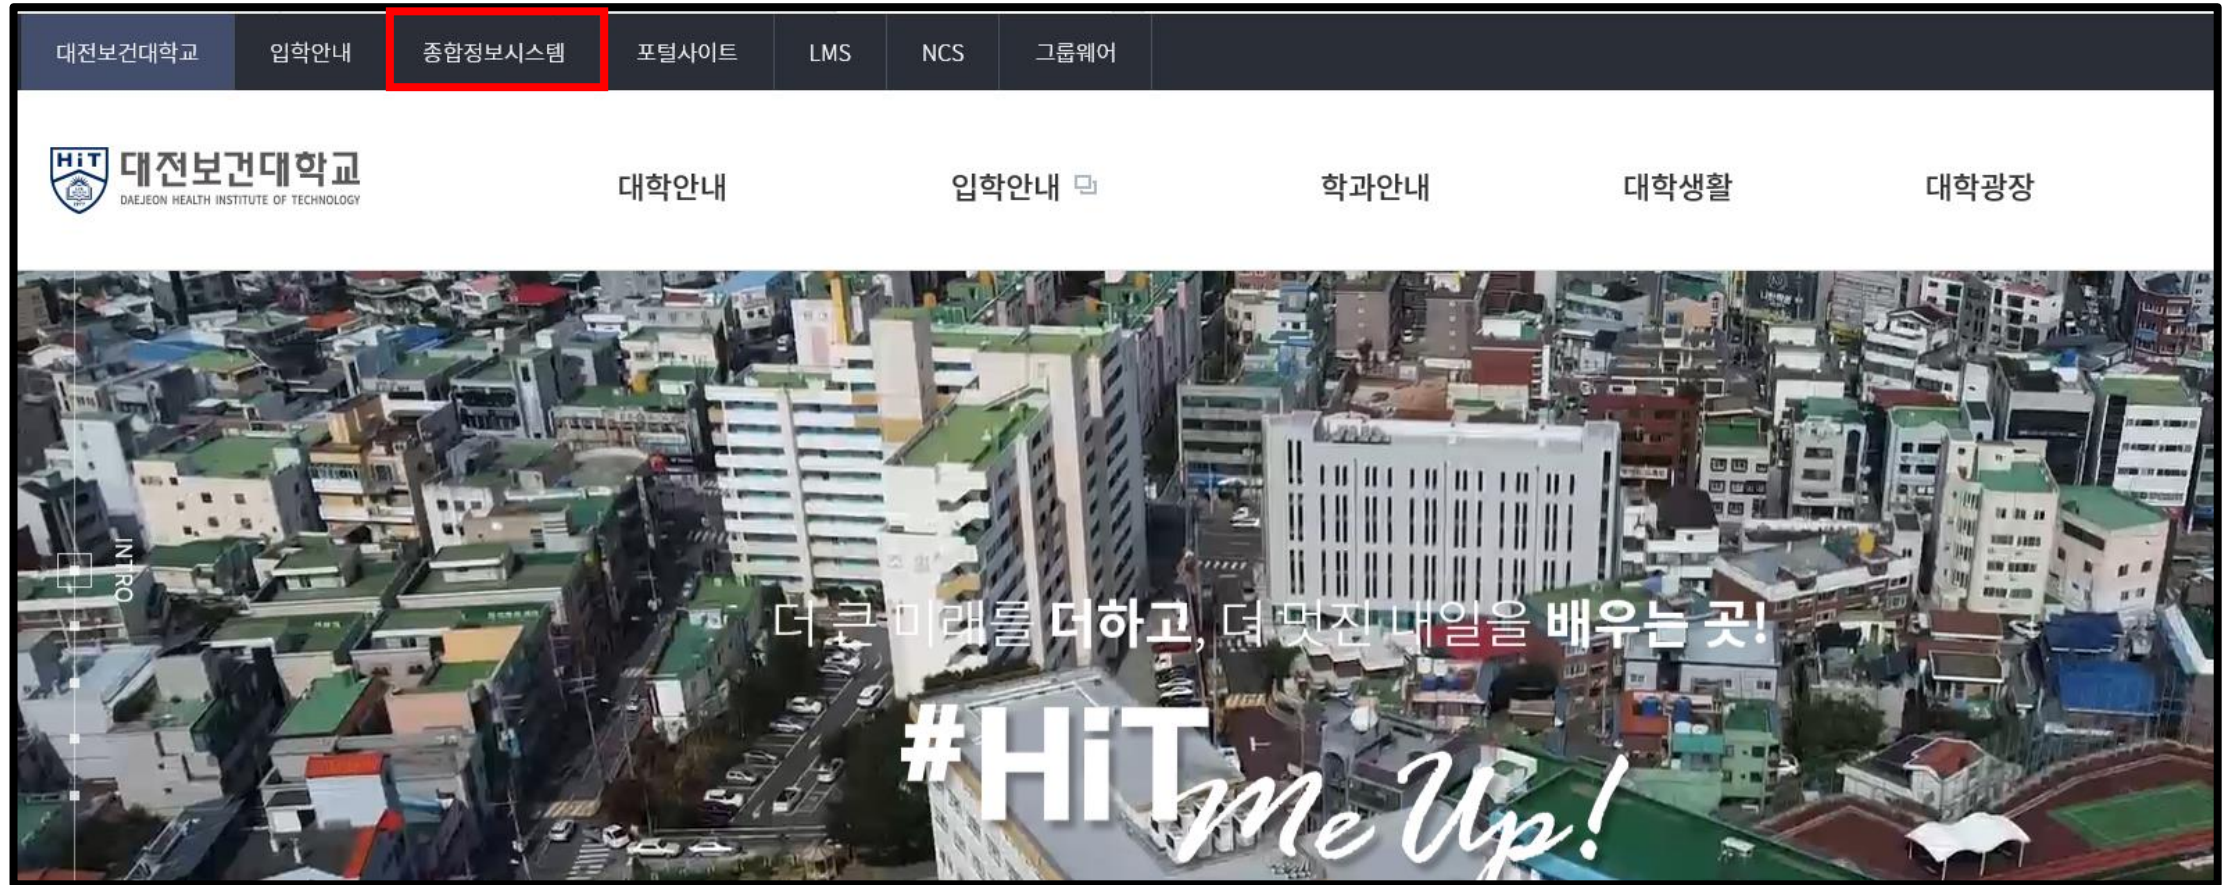 대전보건대학교 입학안내 종합정보시스템 포털사이트 LMS NCS 그룹웨어
HiT 대전보건대학교
DAEJEON HEALTH INSTITUTE OF TECHNOLOGY
대학안내 입학안내 학과안내 대학생활 대학광장
INTRO
더 큰 미래를 더하고, 더 멋진 내일을 배우는 곳!
#HiT
Me Up!